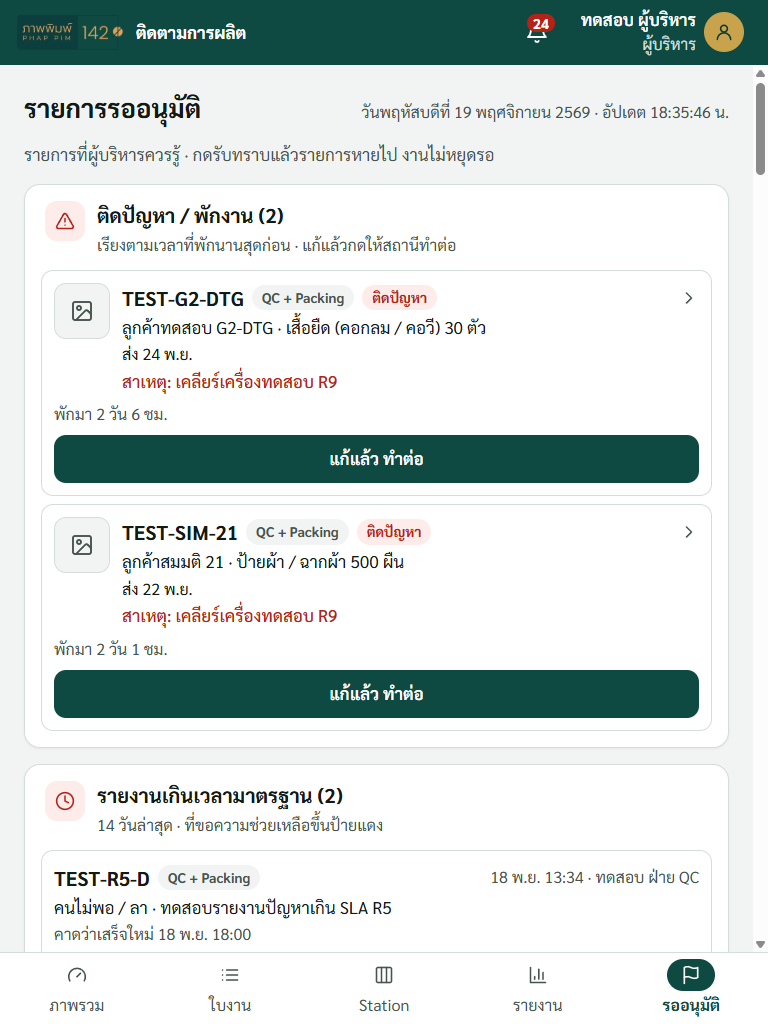 ภาพพิมพ์
PHAP PIM
142
ติดตามการผลิต
24
ทดสอบ ผู้บริหาร
ผู้บริหาร
รายการรออนุมัติ
วันพฤหัสบดีที่ 19 พฤศจิกายน 2569 · อัปเดต 18:35:46 น.
รายการที่ผู้บริหารควรรู้ · กดรับทราบแล้วรายการหายไป งานไม่หยุดรอ
ติดปัญหา / พักงาน (2)
เรียงตามเวลาที่พักนานสุดก่อน · แก้แล้วกดให้สถานีทำต่อ
TEST-G2-DTG QC + Packing ติดปัญหา
ลูกค้าทดสอบ G2-DTG · เสื้อยืด (คอกลม / คอวี) 30 ตัว
ส่ง 24 พ.ย.
สาเหตุ: เคลียร์เครื่องทดสอบ R9
พักมา 2 วัน 6 ชม.
แก้แล้ว ทำต่อ
TEST-SIM-21 QC + Packing ติดปัญหา
ลูกค้าสมมติ 21 · ป้ายผ้า / ฉากผ้า 500 ผืน
ส่ง 22 พ.ย.
สาเหตุ: เคลียร์เครื่องทดสอบ R9
พักมา 2 วัน 1 ชม.
แก้แล้ว ทำต่อ
รายงานเกินเวลามาตรฐาน (2)
14 วันล่าสุด · ที่ขอความช่วยเหลือขึ้นป้ายแดง
TEST-R5-D QC + Packing 18 พ.ย. 13:34 · ทดสอบ ฝ่าย QC
คนไม่พอ / ลา · ทดสอบรายงานปัญหาเกิน SLA R5
คาดว่าเสร็จใหม่ 18 พ.ย. 18:00
ภาพรวม ใบงาน Station รายงาน รออนุมัติ